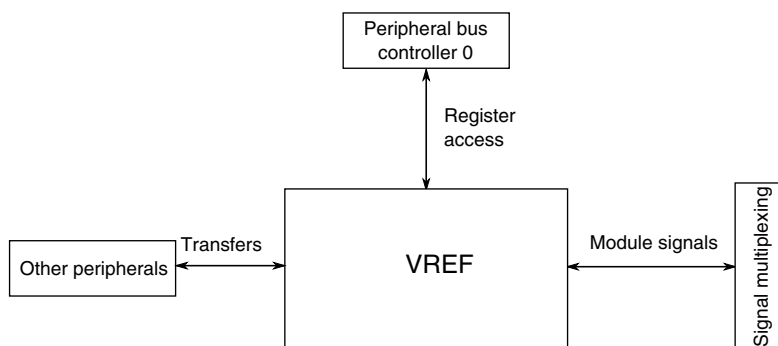 Peripheral bus
controller 0
Register
access
Transfers
Other peripherals
VREF
Module signals
Signal multiplexing